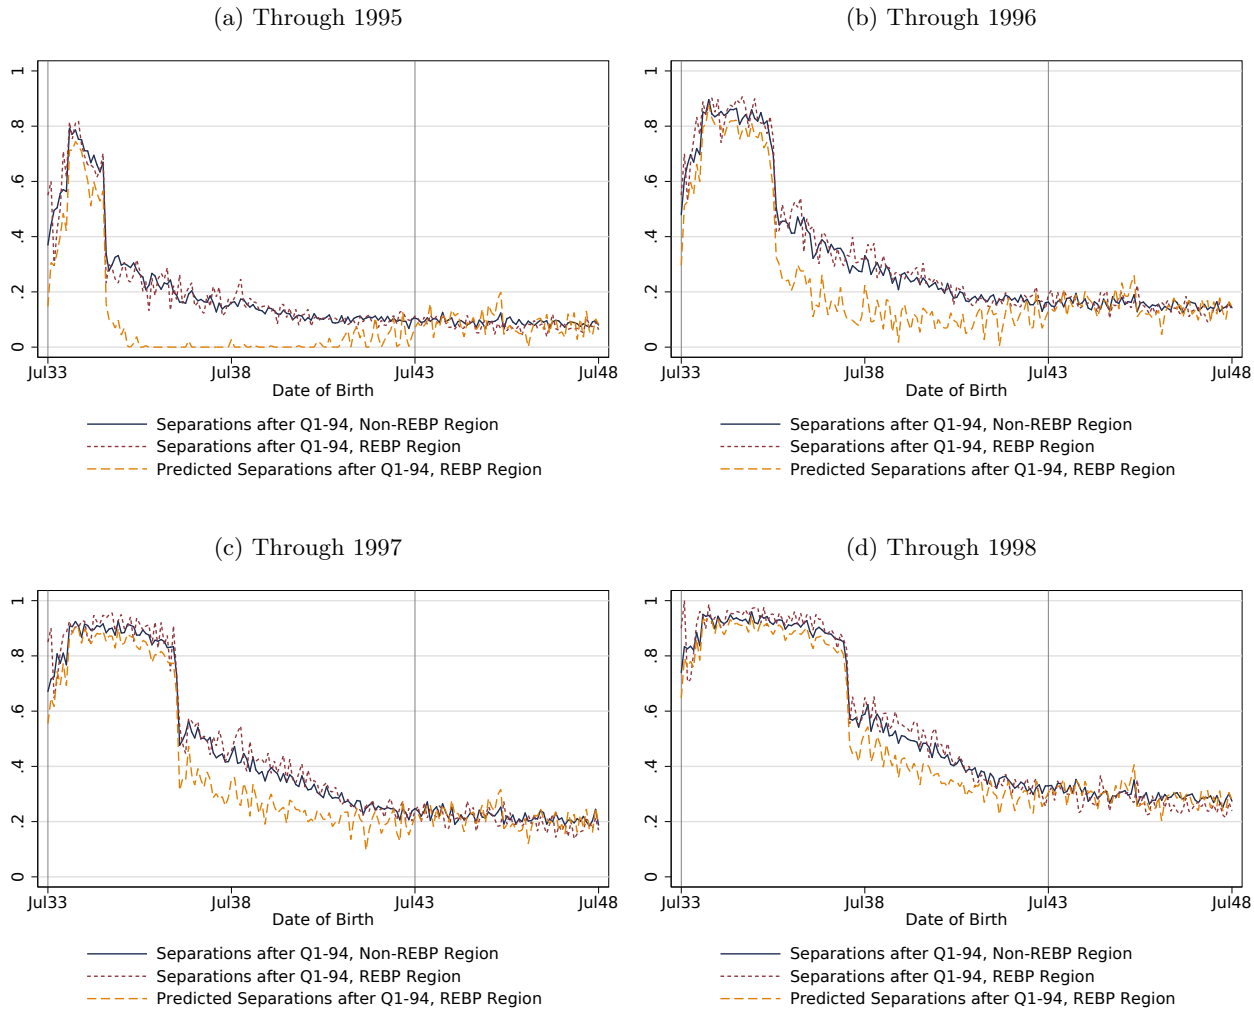 (a) Through 1995
(b) Through 1996
1
.8
.6
.4
.2
0
Jul33
Jul38
Jul43
Jul48
Date of Birth
Separations after Q1-94, Non-REBP Region
Separations after Q1-94, REBP Region
Predicted Separations after Q1-94, REBP Region
1
.8
.6
.4
.2
0
Jul33
Jul38
Jul43
Jul48
Date of Birth
Separations after Q1-94, Non-REBP Region
Separations after Q1-94, REBP Region
Predicted Separations after Q1-94, REBP Region
(c) Through 1997
(d) Through 1998
1
.8
.6
.4
.2
0
Jul33
Jul38
Jul43
Jul48
Date of Birth
Separations after Q1-94, Non-REBP Region
Separations after Q1-94, REBP Region
Predicted Separations after Q1-94, REBP Region
1
.8
.6
.4
.2
0
Jul33
Jul38
Jul43
Jul48
Date of Birth
Separations after Q1-94, Non-REBP Region
Separations after Q1-94, REBP Region
Predicted Separations after Q1-94, REBP Region